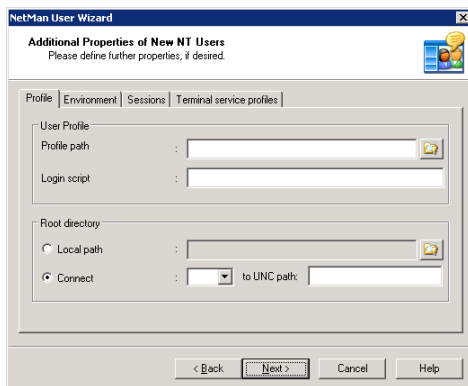 NetMan User Wizard
Additional Properties of New NT Users
Please define further properties, if desired.
Profile Environment Sessions Terminal service profiles
User Profile
Profile path :
Login script :
Root directory
Local path :
Connect : to UNC path:
< Back Next > Cancel Help